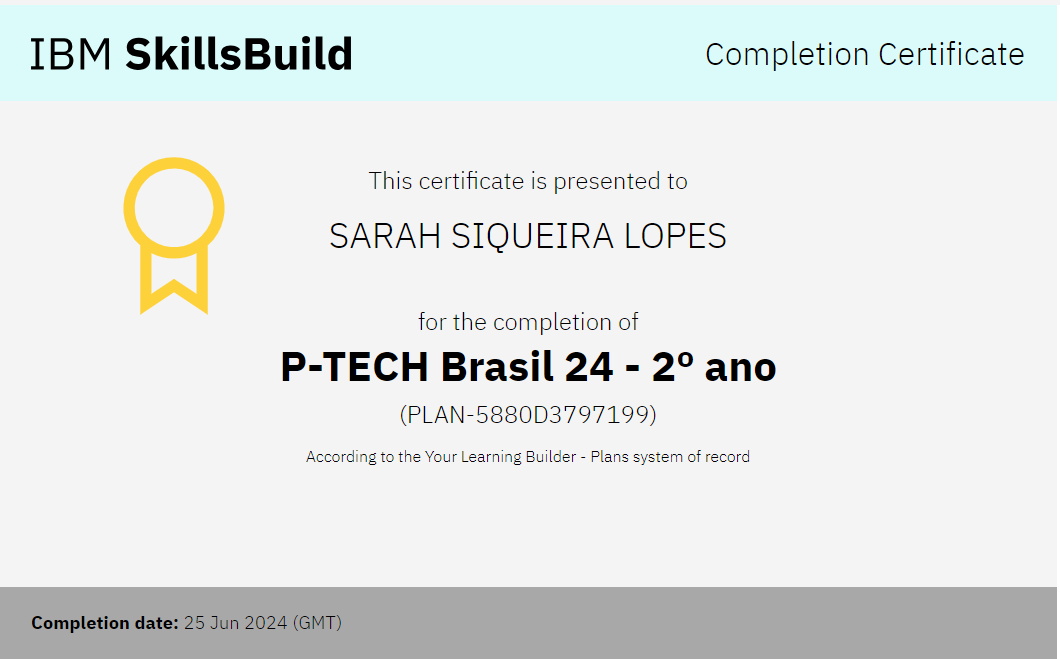 IBM SkillsBuild
Completion Certificate
This certificate is presented to
SARAH SIQUEIRA LOPES
for the completion of
P-TECH Brasil 24 - 2º ano
(PLAN-5880D3797199)
According to the Your Learning Builder - Plans system of record
Completion date: 25 Jun 2024 (GMT)